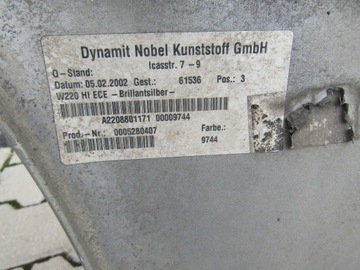 Dynamit Nobel Kunststoff GmbH
Icasstr. 7 - 9
Q-Stand:
Datum: 05.02.2002 Gest.: 61536 Pos.: 3
W220 HI ECE -Brillantsilber-
A2208801171 00009744
Prod.-Nr.: 0005280407 Farbe.:
9744